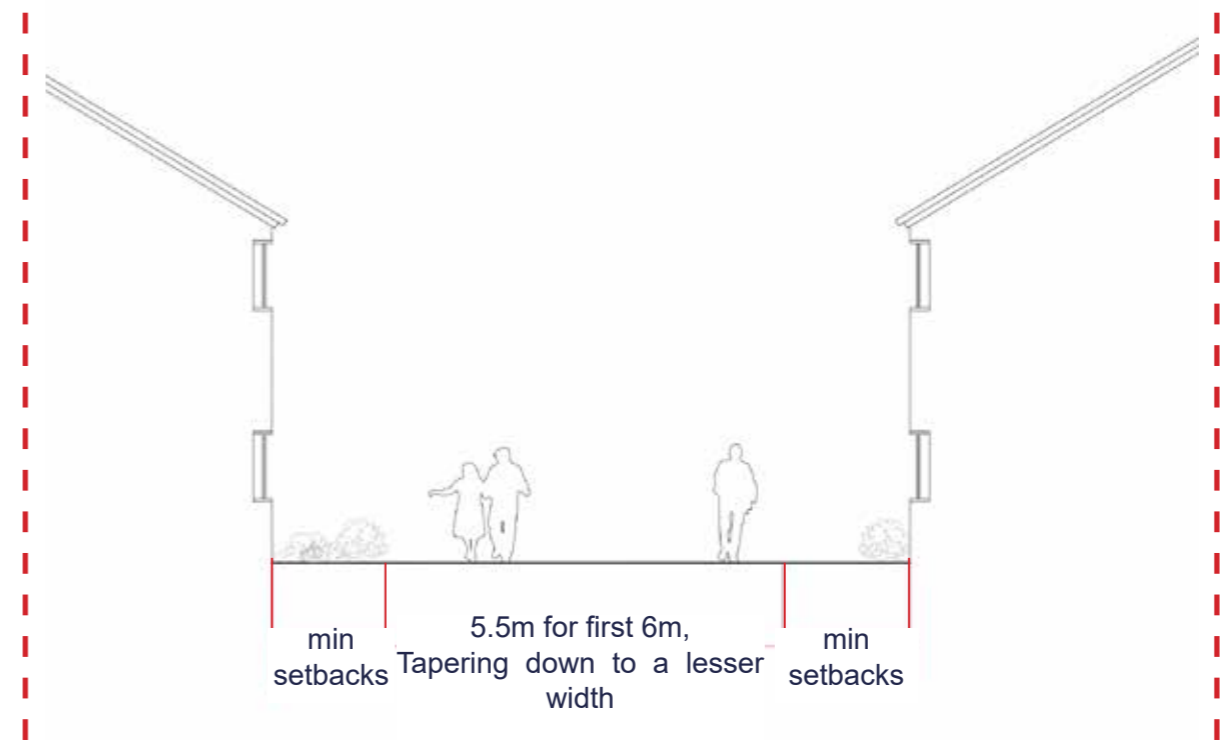 min
setbacks
5.5m for first 6m,
Tapering down to a lesser
width
min
setbacks